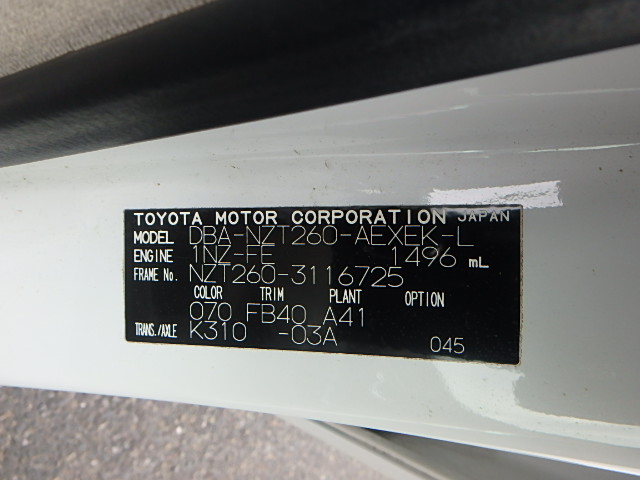 TOYOTA MOTOR CORPORATION JAPAN
MODEL DBA-NZT260-AEXEK-L
ENGINE 1NZ-FE 1496 mL
FRAME No. NZT260-3116725
COLOR TRIM PLANT OPTION
070 FB40 A41
TRANS./AXLE K310 -03A 045